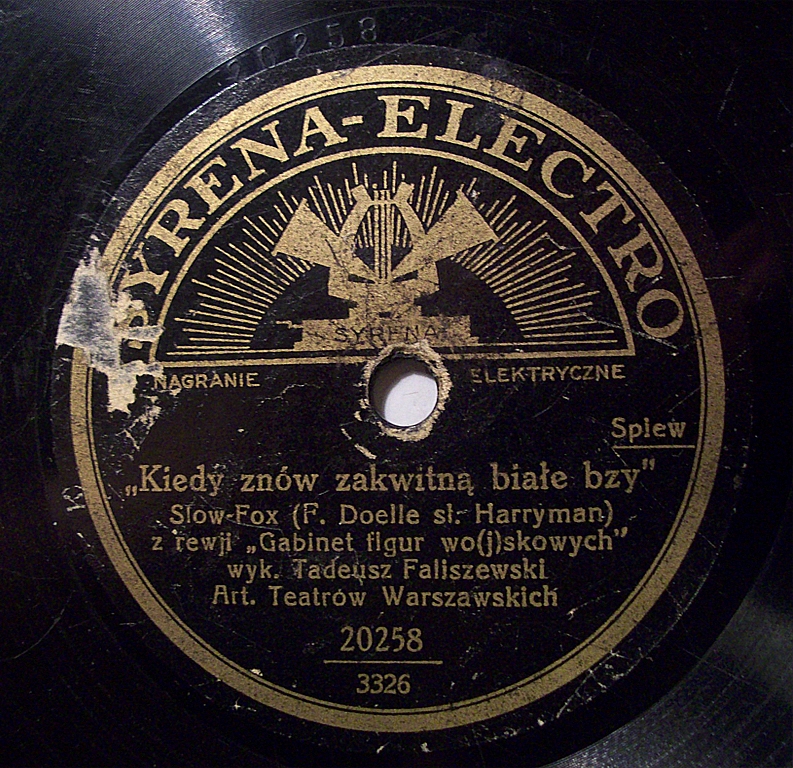 20258
SYRENA-ELECTRO
SYRENA
NAGRANIE ELEKTRYCZNE
Śpiew
„Kiedy znów zakwitną białe bzy"
Slow-Fox (F. Doelle sł. Harryman)
z rewji „Gabinet figur wo(j)skowych"
wyk. Tadeusz Faliszewski
Art. Teatrów Warszawskich
20258
3326